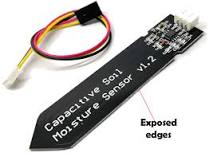 Capacitive Soil
Moisture Sensor v1.2
Exposed
edges